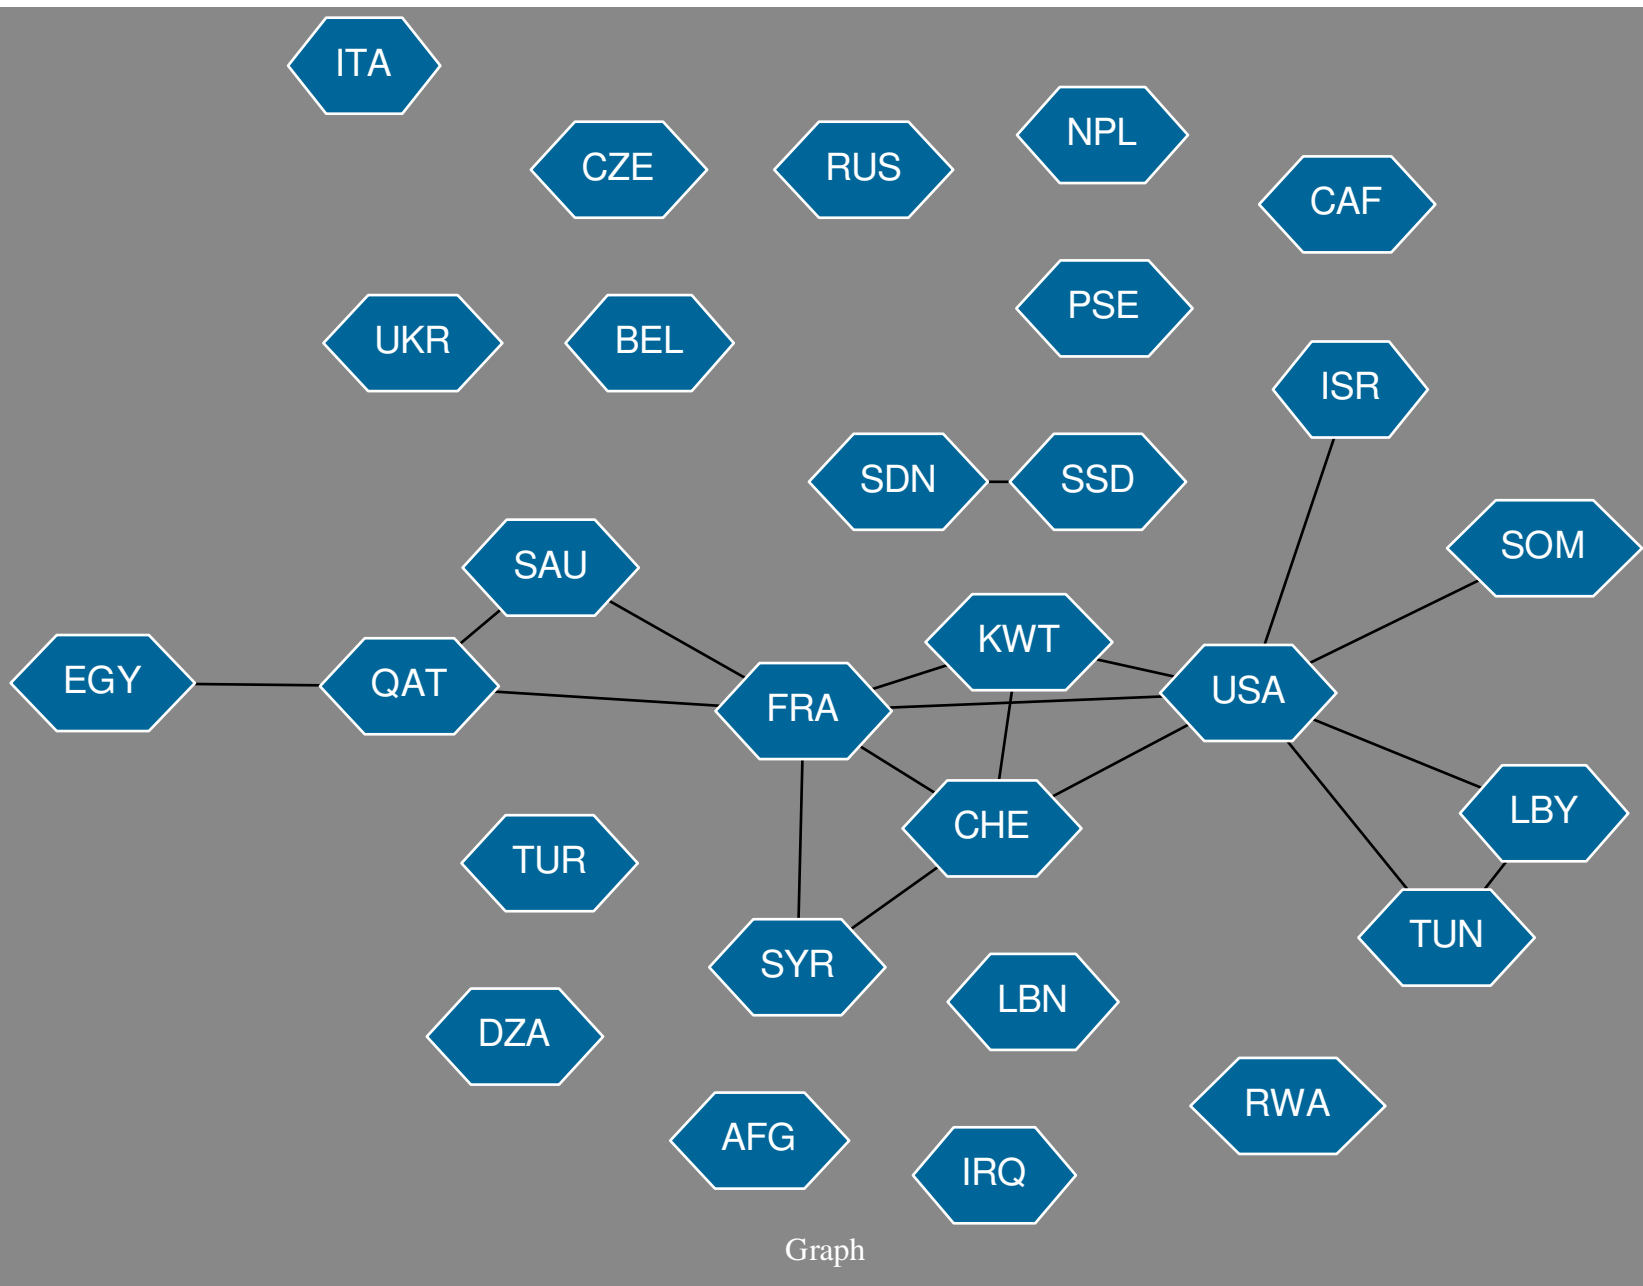 ITA
NPL
CZE
RUS
CAF
PSE
UKR
BEL
ISR
SDN
SSD
SOM
SAU
KWT
EGY
QAT
FRA
USA
LBY
CHE
TUR
TUN
SYR
LBN
DZA
RWA
AFG
IRQ
Graph